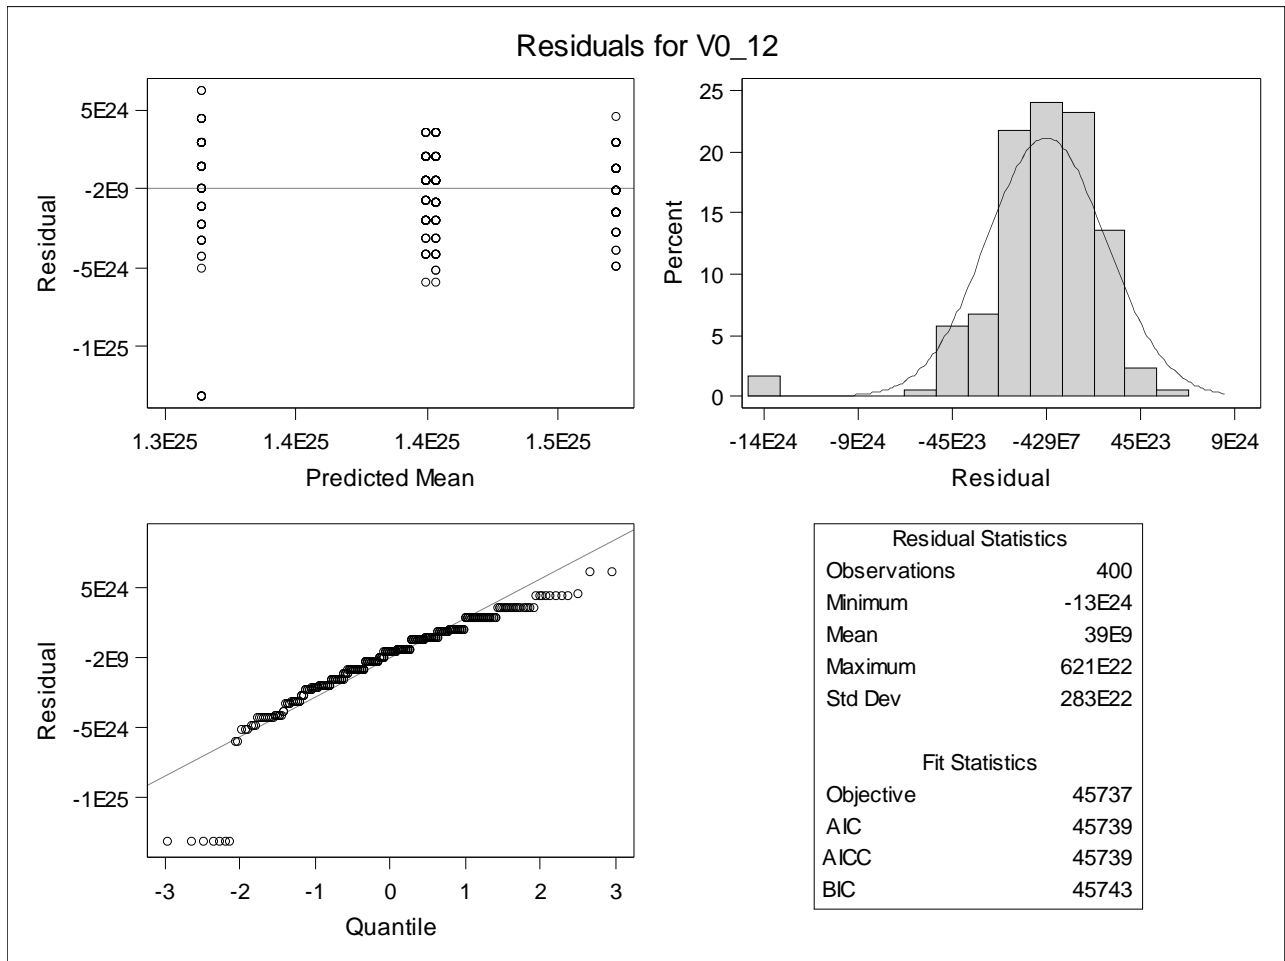 Residuals for V0_12
Residual
5E24
-2E9
-5E24
-1E25
1.3E25 1.4E25 1.4E25 1.5E25
Predicted Mean
Percent
25
20
15
10
5
0
-14E24 -9E24 -45E23 -429E7 45E23 9E24
Residual
Residual
5E24
-2E9
-5E24
-1E25
-3 -2 -1 0 1 2 3
Quantile
Residual Statistics
Observations 400
Minimum -13E24
Mean 39E9
Maximum 621E22
Std Dev 283E22
Fit Statistics
Objective 45737
AIC 45739
AICC 45739
BIC 45743